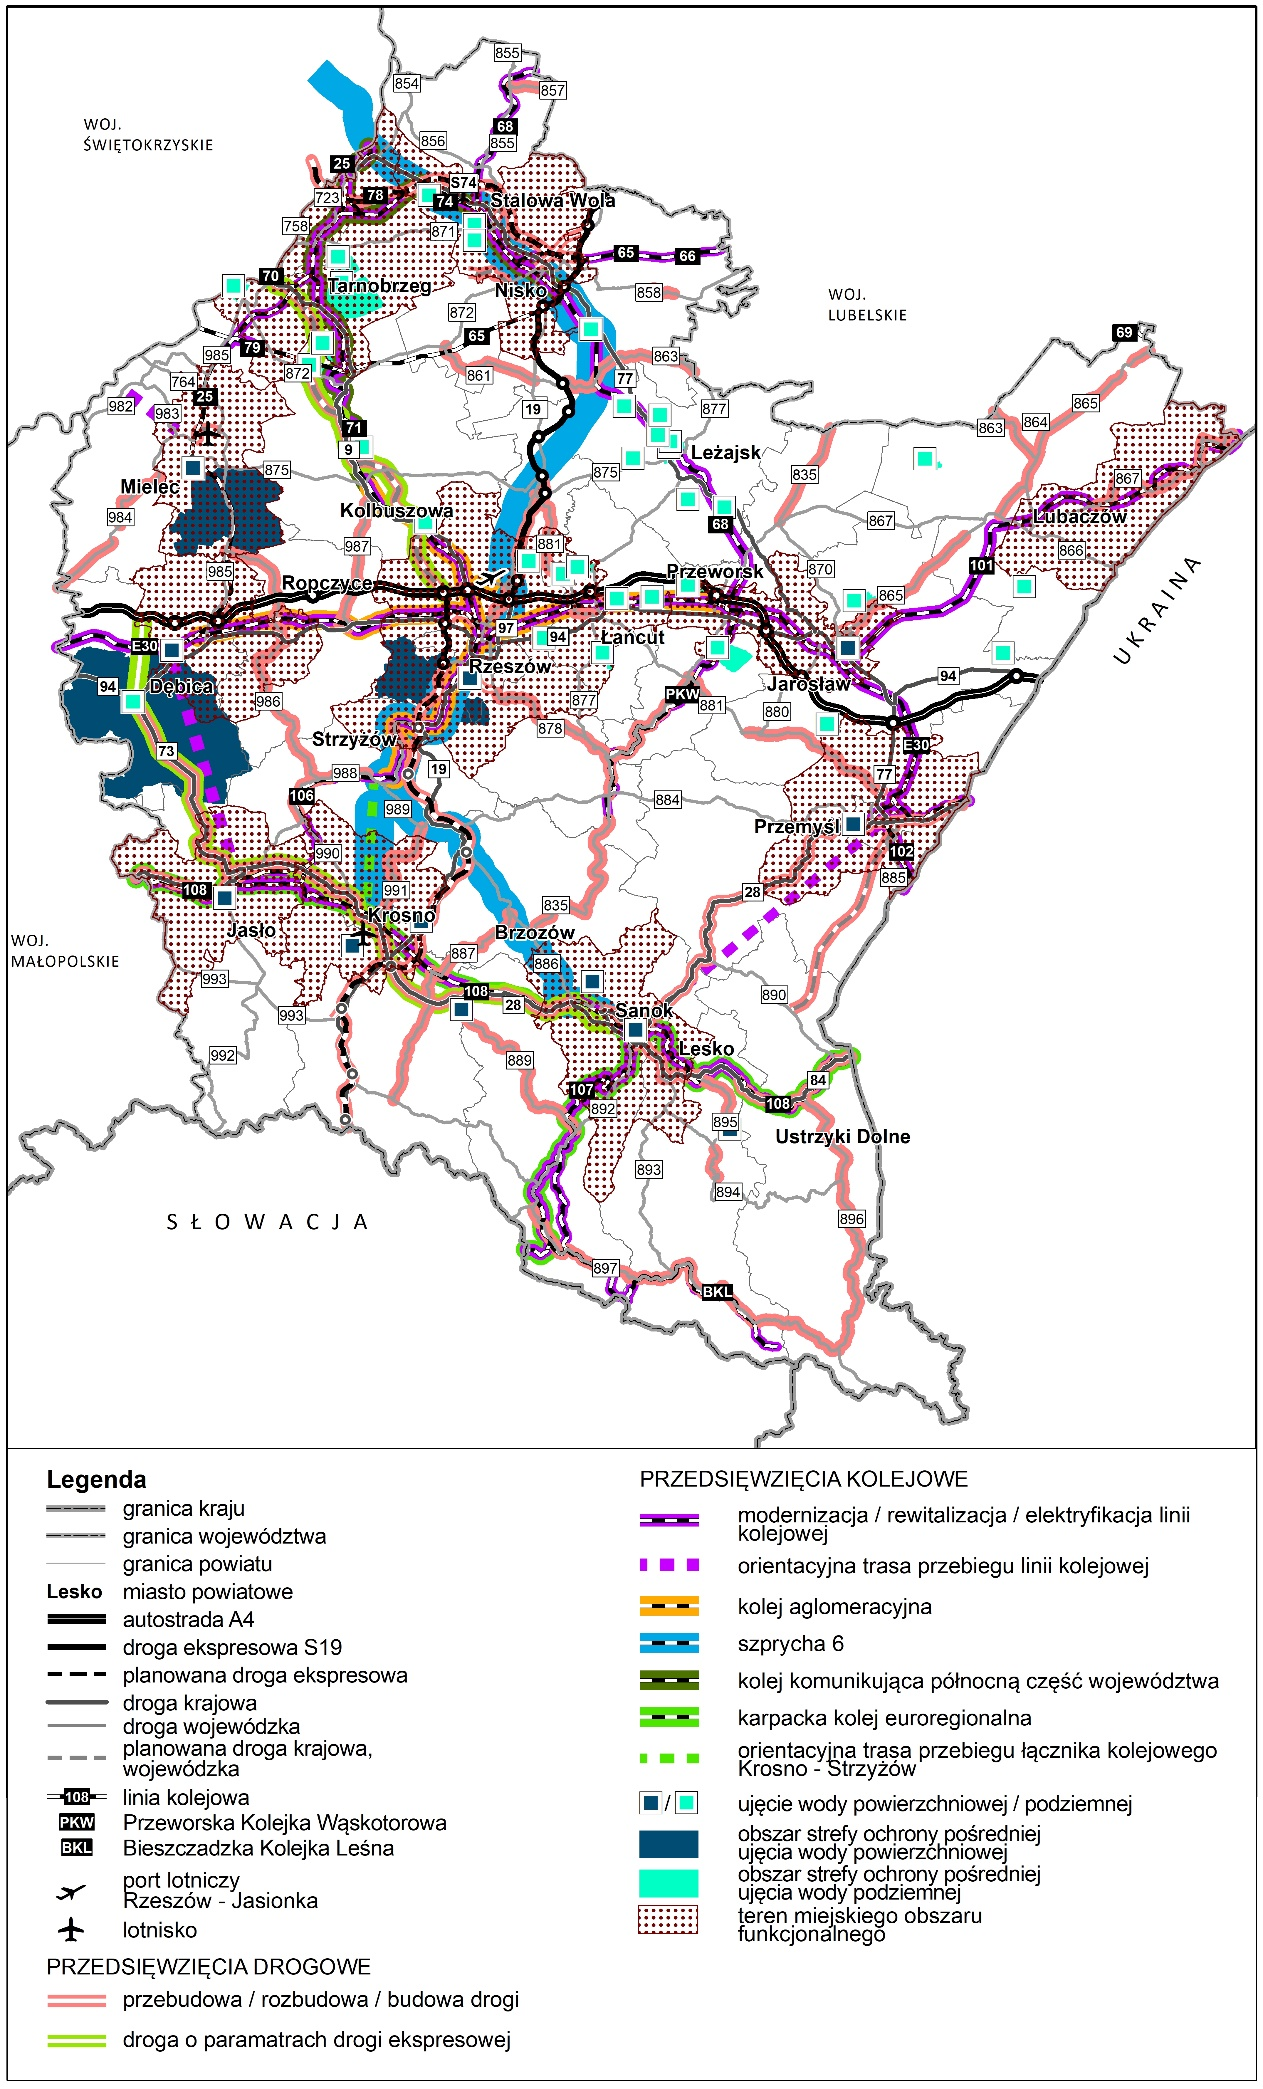 855
854
857
WOJ.
ŚWIĘTOKRZYSKIE
68
856
855
25
S74
723
78
74
Stalowa Wola
758
871
65
66
70
Tarnobrzeg
Nisko
858
WOJ.
LUBELSKIE
872
65
69
79
985
863
872
861
77
764
25
982
983
19
877
865
864
863
71
9
Leżajsk
875
875
835
Mielec
867
984
Kolbuszowa
68
867
Lubaczów
987
881
866
985
870
101
Ropczyce
Przeworsk
865
UKRAINA
97
94
Łańcut
E30
Rzeszów
94
Dębica
PKW
Jarosław
94
986
877
881
880
878
Strzyżów
73
E30
988
19
77
106
989
884
Przemyśl
990
102
885
108
991
28
Krosno
835
Jasło
Brzozów
WOJ.
MAŁOPOLSKIE
887
886
993
108
28
890
993
Sanok
992
889
Lesko
84
107
892
108
895
Ustrzyki Dolne
893
894
SŁOWACJA
896
897
BKL
Legenda
granica kraju
granica województwa
granica powiatu
Lesko miasto powiatowe
autostrada A4
droga ekspresowa S19
planowana droga ekspresowa
droga krajowa
droga wojewódzka
planowana droga krajowa,
wojewódzka
108 linia kolejowa
PKW Przeworska Kolejka Wąskotorowa
BKL Bieszczadzka Kolejka Leśna
port lotniczy
Rzeszów - Jasionka
lotnisko
PRZEDSIĘWZIĘCIA DROGOWE
przebudowa / rozbudowa / budowa drogi
droga o paramatrach drogi ekspresowej
PRZEDSIĘWZIĘCIA KOLEJOWE
modernizacja / rewitalizacja / elektryfikacja linii
kolejowej
orientacyjna trasa przebiegu linii kolejowej
kolej aglomeracyjna
szprycha 6
kolej komunikująca północną część województwa
karpacka kolej euroregionalna
orientacyjna trasa przebiegu łącznika kolejowego
Krosno - Strzyżów
/ ujęcie wody powierzchniowej / podziemnej
obszar strefy ochrony pośredniej
ujęcia wody powierzchniowej
obszar strefy ochrony pośredniej
ujęcia wody podziemnej
teren miejskiego obszaru
funkcjonalnego